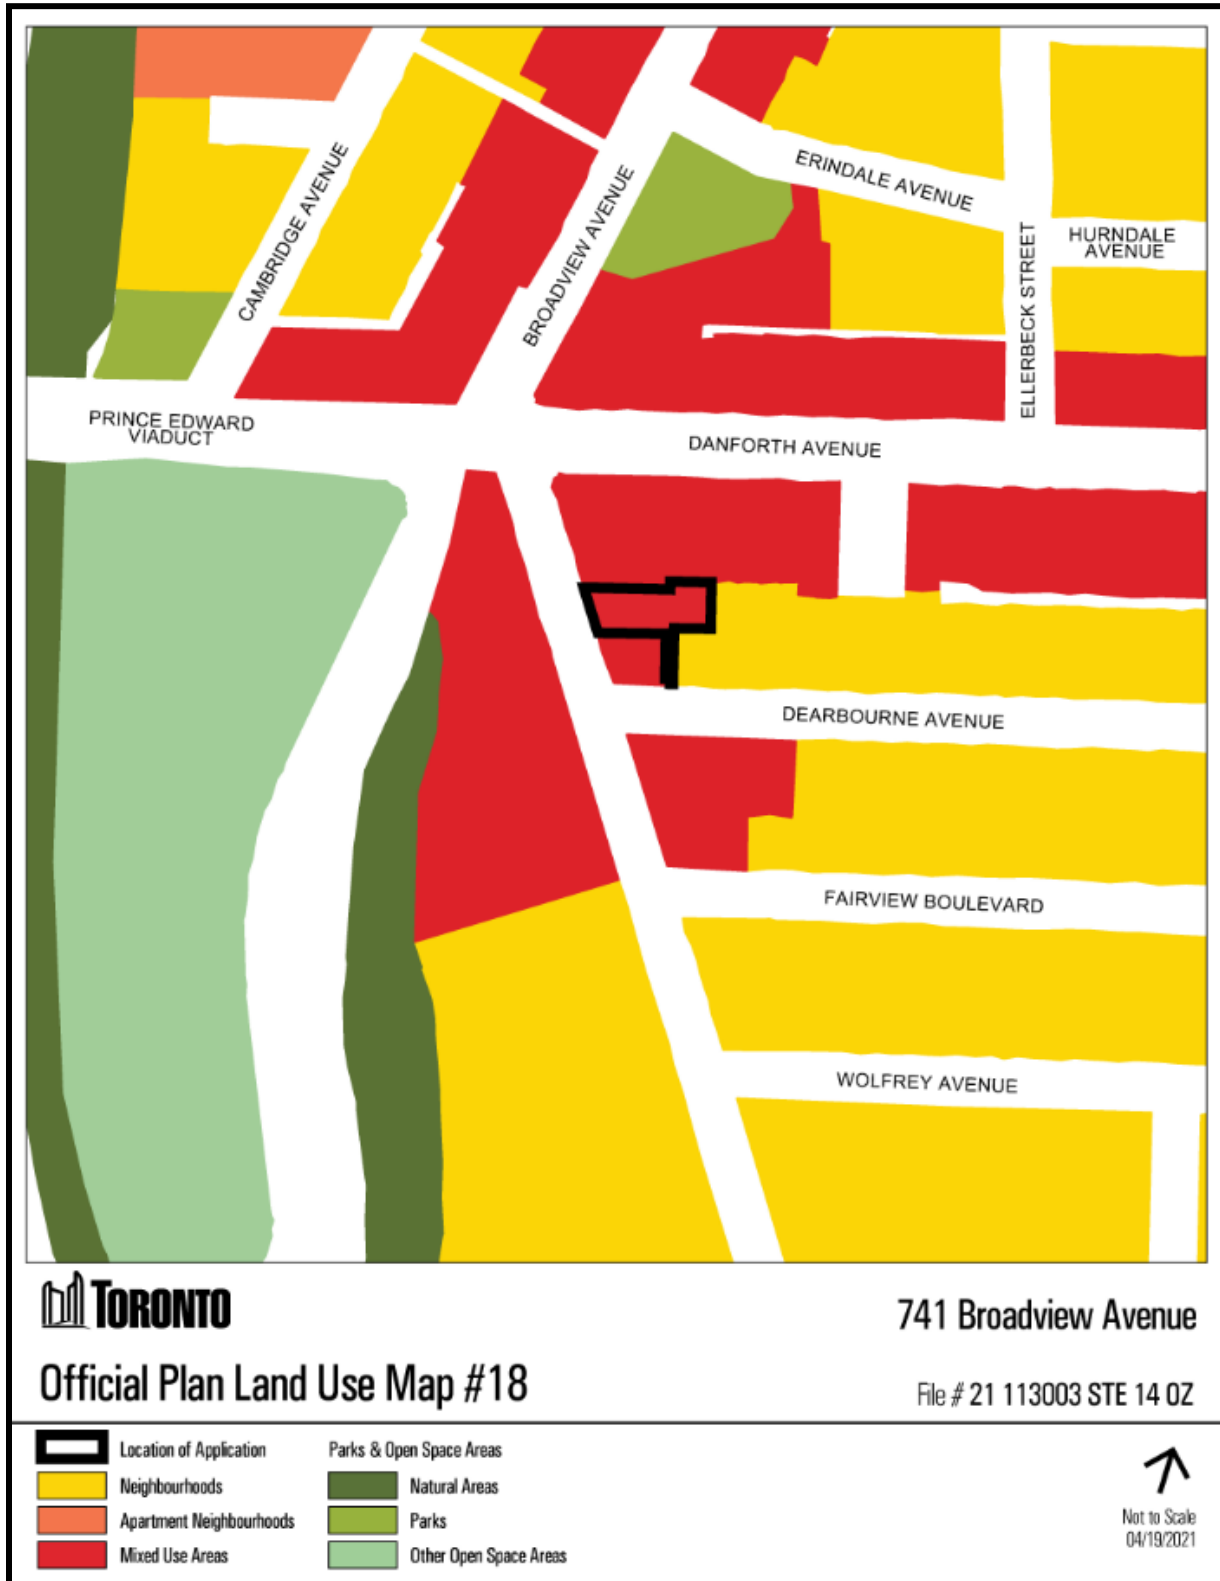 ERINDALE AVENUE
CAMBRIDGE AVENUE
BROADVIEW AVENUE
ELLERBECK STREET
HURNDALE
AVENUE
PRINCE EDWARD
VIADUCT
DANFORTH AVENUE
DEARBOURNE AVENUE
FAIRVIEW BOULEVARD
WOLFREY AVENUE
TORONTO
741 Broadview Avenue
Official Plan Land Use Map #18
File # 21 113003 STE 14 OZ
Location of Application
Neighbourhoods
Apartment Neighbourhoods
Mixed Use Areas
Parks & Open Space Areas
Natural Areas
Parks
Other Open Space Areas
Not to Scale
04/19/2021